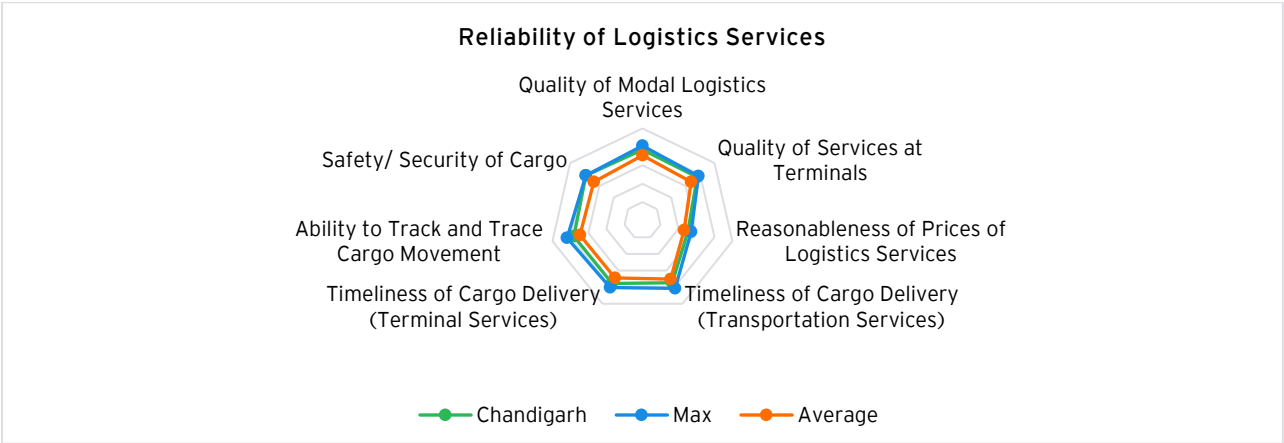 Reliability of Logistics Services
Quality of Modal Logistics
Services
Quality of Services at
Terminals
Reasonableness of Prices of
Logistics Services
Timeliness of Cargo Delivery
(Transportation Services)
Timeliness of Cargo Delivery
(Terminal Services)
Ability to Track and Trace
Cargo Movement
Safety/ Security of Cargo
Chandigarh
Max
Average